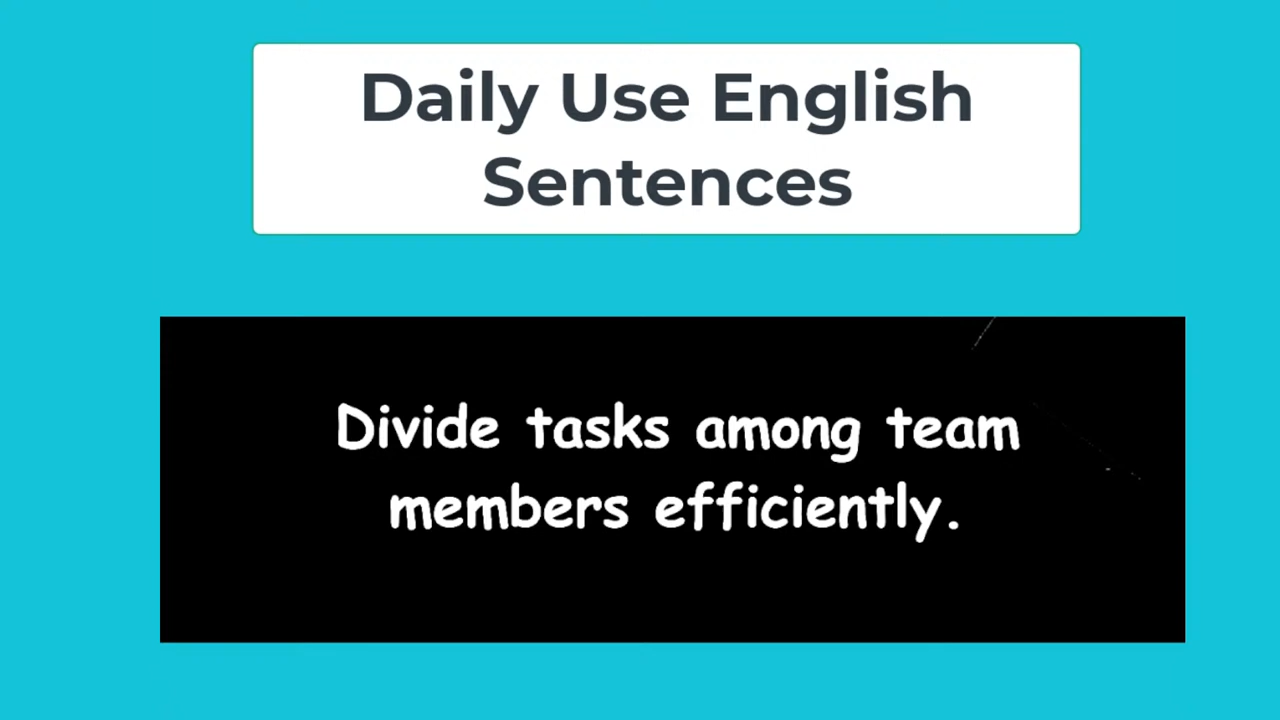 Daily Use English
Sentences
Divide tasks among team
members efficiently.